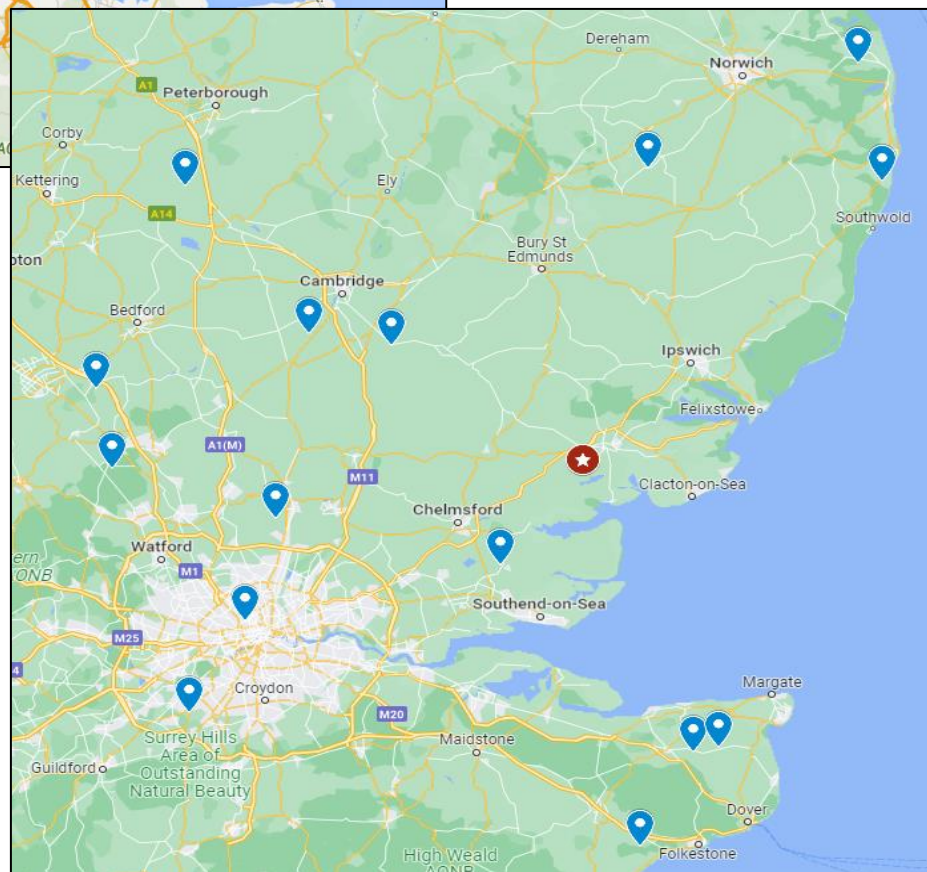 Dereham
Norwich
A1
Peterborough
Corby
Kettering
Ely
A14
Southwold
Bury St
Edmunds
pton
Cambridge
Bedford
Ipswich
Felixstowe
A1(M)
M11
Clacton-on-Sea
Chelmsford
Watford
ern
ONB
M1
Southend-on-Sea
M25
4
Croydon
Margate
M20
Surrey Hills
Area of
Outstanding
Natural Beauty
Maidstone
Guildford
Dover
Folkestone
High Weald
AONB